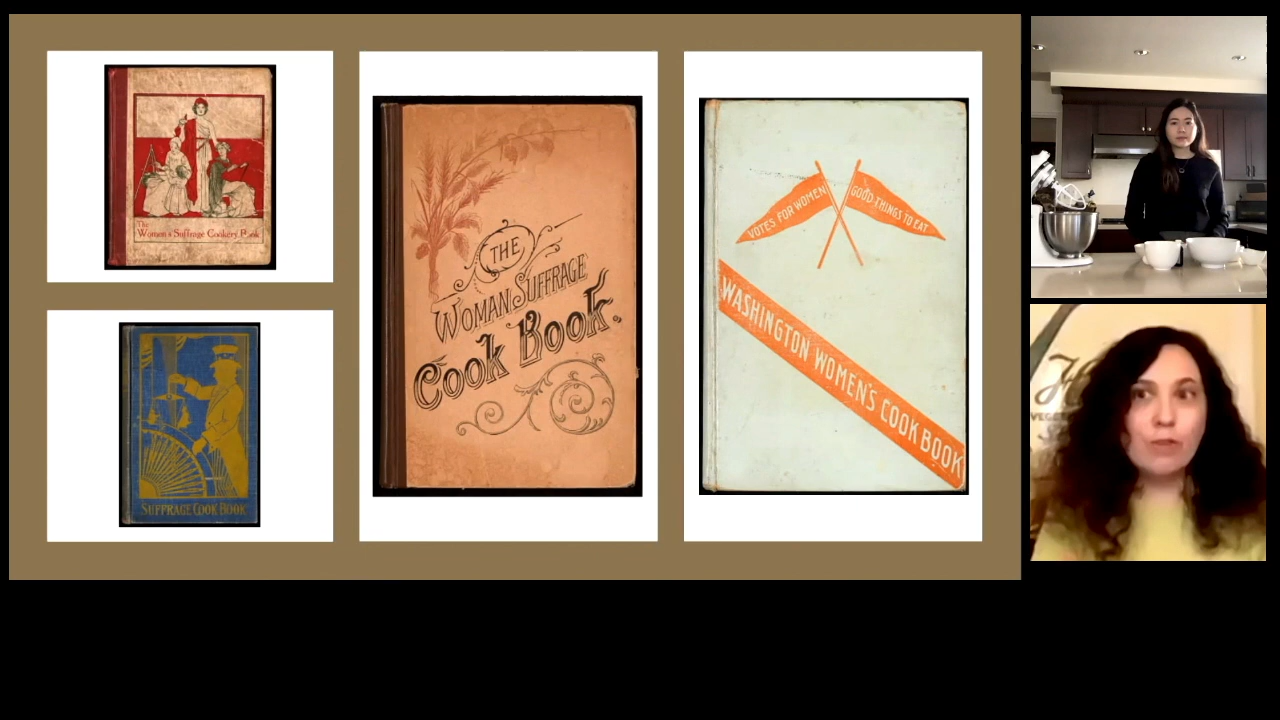 The
Women's Suffrage Cookery Book
SUFFRAGE COOK BOOK
THE
WOMAN SUFFRAGE
Cook Book.
VOTES FOR WOMEN
GOOD THINGS TO EAT
WASHINGTON WOMEN'S COOK BOOK